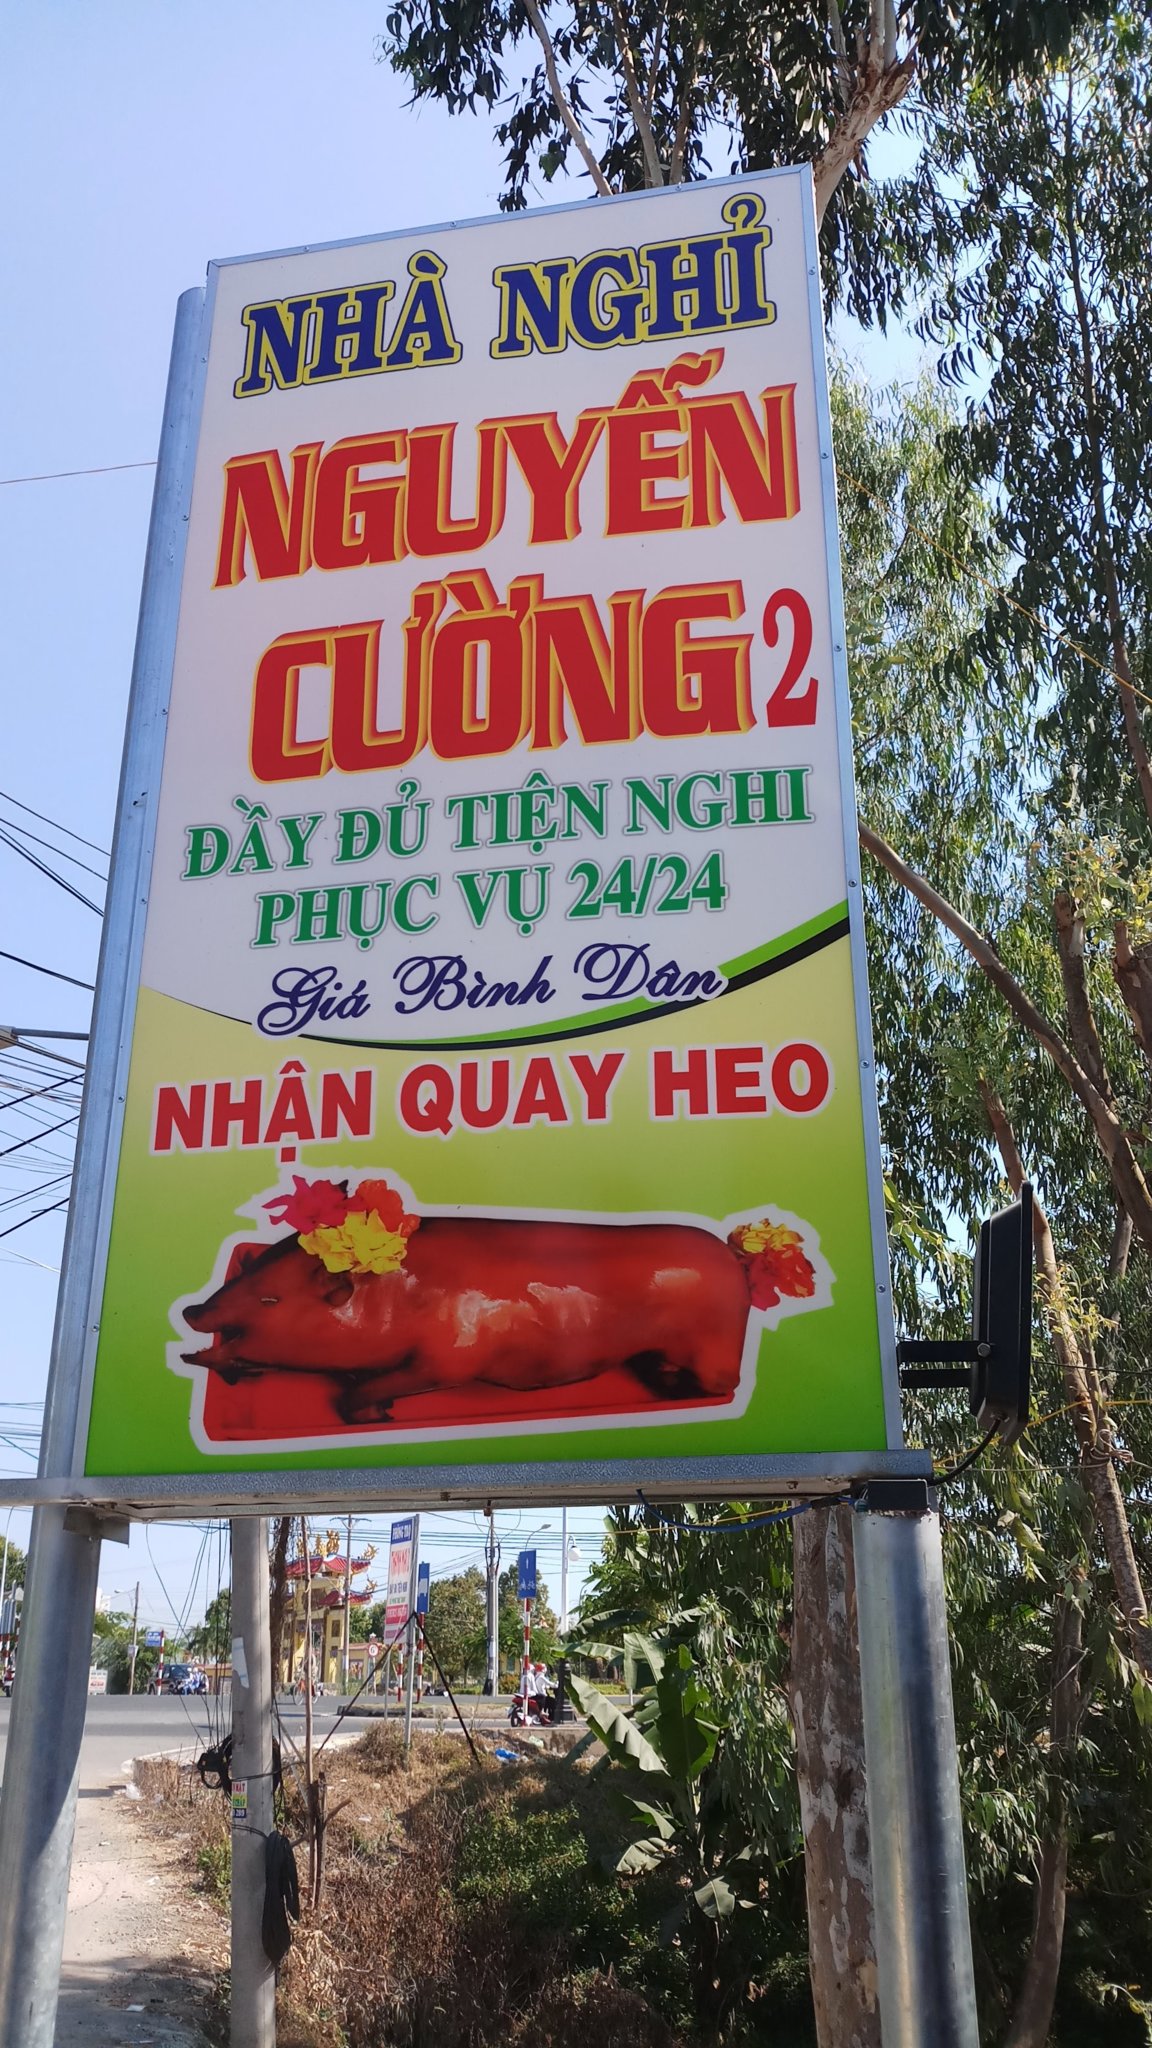 NHÀ NGHỈ
NGUYỄN
CƯỜNG 2
ĐẦY ĐỦ TIỆN NGHI
PHỤC VỤ 24/24
Giá Bình Dân
NHẬN QUAY HEO